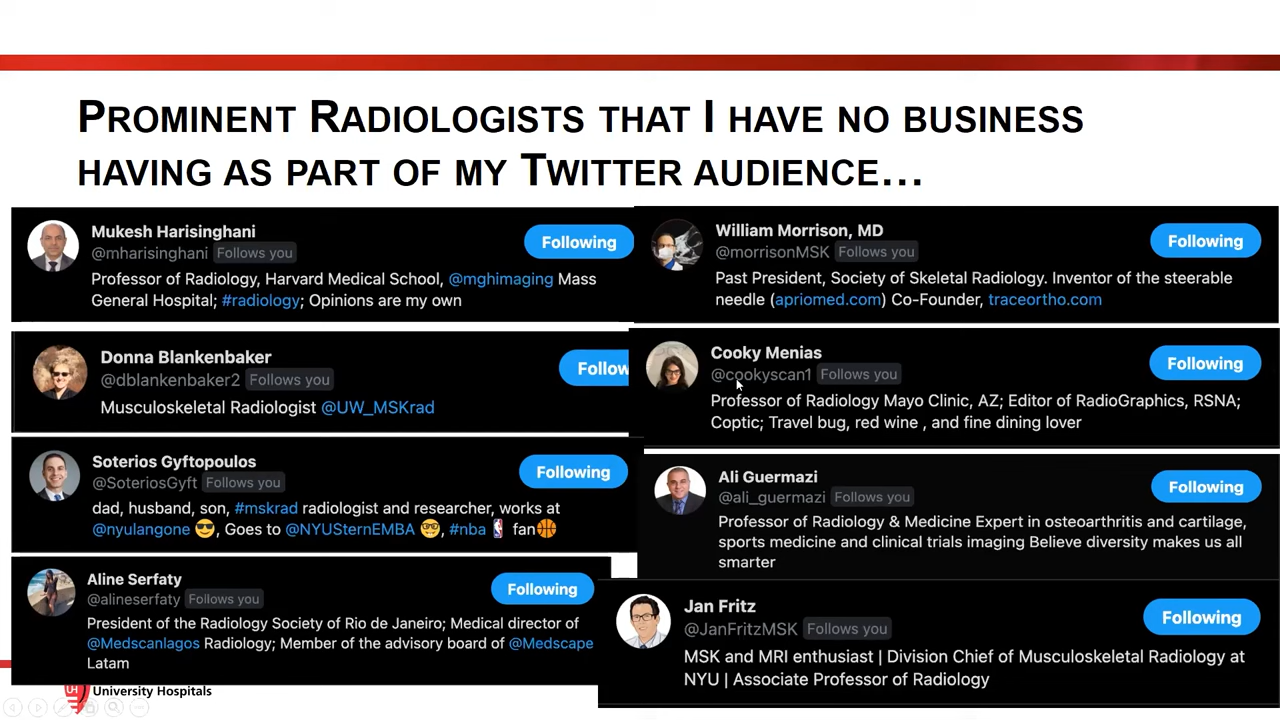 PROMINENT RADIOLOGISTS THAT I HAVE NO BUSINESS
HAVING AS PART OF MY TWITTER AUDIENCE...
Mukesh Harisinghani
@mharisinghani Follows you
Following
Professor of Radiology, Harvard Medical School, @mghimaging Mass
General Hospital; #radiology; Opinions are my own
Donna Blankenbaker
@dblankenbaker2 Follows you
Follow
Musculoskeletal Radiologist @UW_MSKrad
Soterios Gyftopoulos
@SoteriosGyft Follows you
Following
dad, husband, son, #mskrad radiologist and researcher, works at
@nyulangone 😎, Goes to @NYUSternEMBA 🤓, #nba fan🏀
Aline Serfaty
@alineserfaty Follows you
Following
President of the Radiology Society of Rio de Janeiro; Medical director of
@Medscanlagos Radiology; Member of the advisory board of @Medscape
Latam
William Morrison, MD
@morrisonMSK Follows you
Following
Past President, Society of Skeletal Radiology. Inventor of the steerable
needle (apriomed.com) Co-Founder, traceortho.com
Cooky Menias
@cookyscan1 Follows you
Following
Professor of Radiology Mayo Clinic, AZ; Editor of RadioGraphics, RSNA;
Coptic; Travel bug, red wine , and fine dining lover
Ali Guermazi
@ali_guermazi Follows you
Following
Professor of Radiology & Medicine Expert in osteoarthritis and cartilage,
sports medicine and clinical trials imaging Believe diversity makes us all
smarter
Jan Fritz
@JanFritzMSK Follows you
Following
MSK and MRI enthusiast | Division Chief of Musculoskeletal Radiology at
NYU | Associate Professor of Radiology
UH
University Hospitals